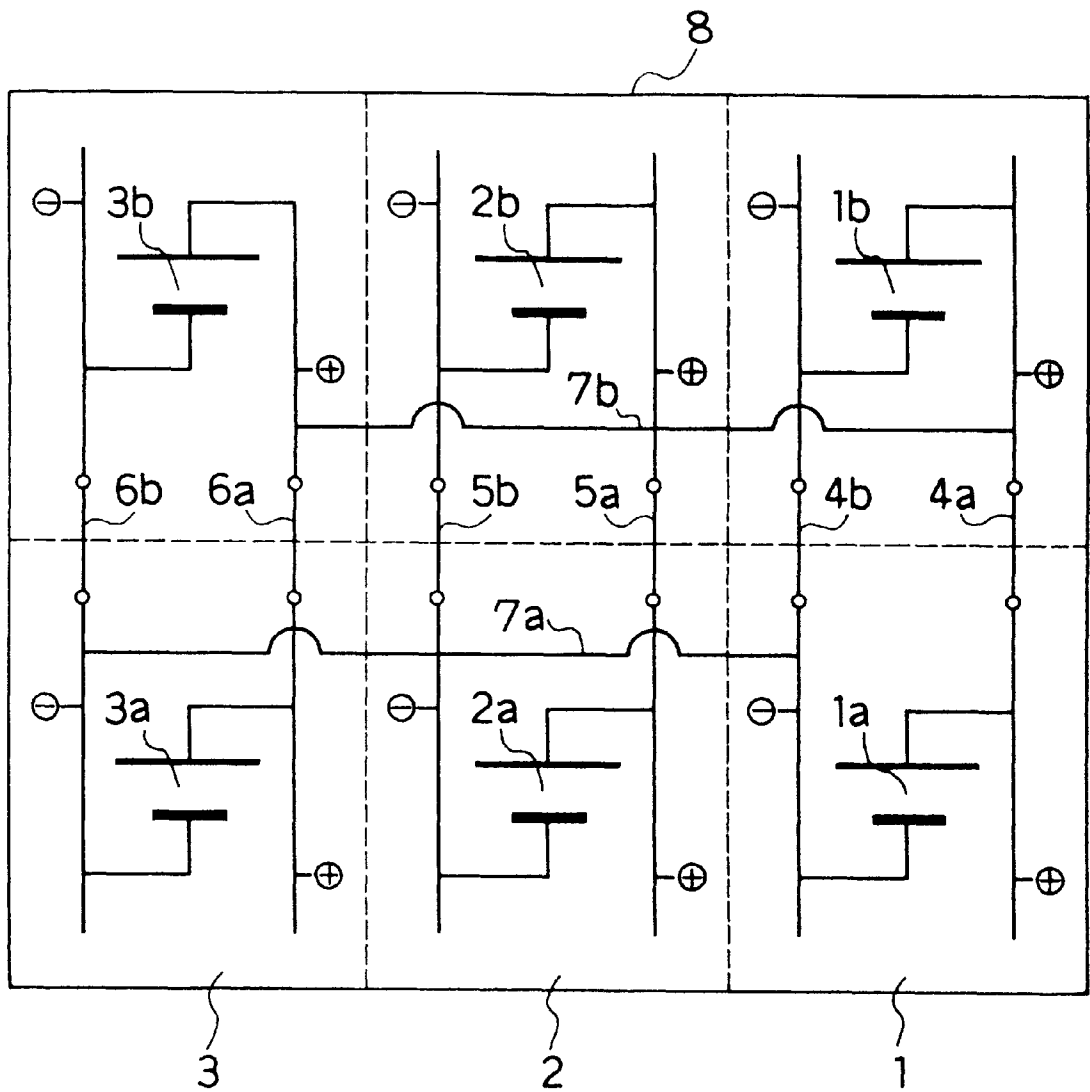 8
3b 2b 1b
⊖ ⊖ ⊖
⊕ ⊕ ⊕
7b
6b 6a 5b 5a 4b 4a
7a
⊖ 3a ⊖ 2a ⊖ 1a
⊕ ⊕ ⊕
3 2 1